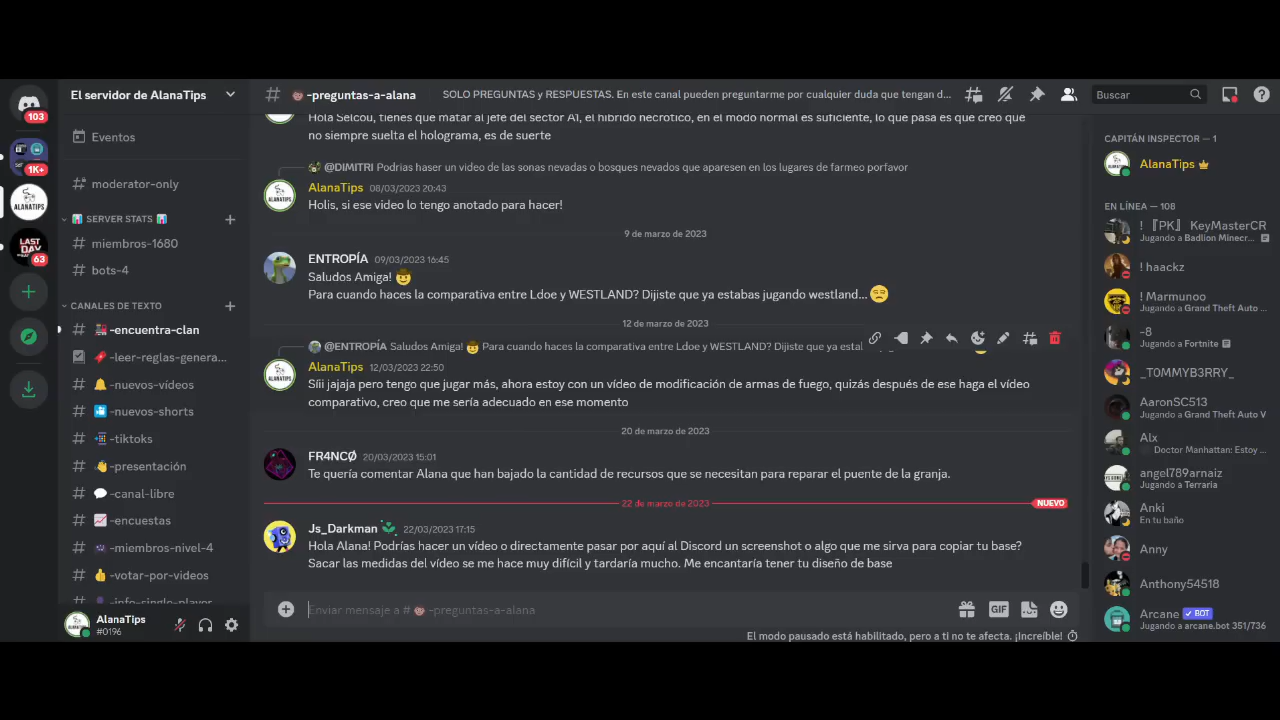 103
1K+
ALANATIPS
LAST DAY
63
El servidor de AlanaTips
Eventos
moderator-only
SERVER STATS
miembros-1680
bots-4
CANALES DE TEXTO
-encuentra-clan
-leer-reglas-genera...
-nuevos-vídeos
-nuevos-shorts
-tiktoks
-presentación
-canal-libre
-encuestas
-miembros-nivel-4
-votar-por-videos
-info-single-player
AlanaTips
#0196
-preguntas-a-alana
SOLO PREGUNTAS y RESPUESTAS. En este canal pueden preguntarme por cualquier duda que tengan d...
Buscar
Hola Selcou, tienes que matar al jefe del sector A1, el híbrido necrótico, en el modo normal es suficiente, lo que pasa es que creo que
no siempre suelta el holograma, es de suerte
@DIMITRI Podrias haser un video de las sonas nevadas o bosques nevados que aparesen en los lugares de farmeo porfavor
AlanaTips 08/03/2023 20:43
Holis, si ese video lo tengo anotado para hacer!
9 de marzo de 2023
ENTROPÍA 09/03/2023 16:45
Saludos Amiga!
Para cuando haces la comparativa entre Ldoe y WESTLAND? Dijiste que ya estabas jugando westland...
12 de marzo de 2023
@ENTROPÍA Saludos Amiga! Para cuando haces la comparativa entre Ldoe y WESTLAND? Dijiste que ya estal
AlanaTips 12/03/2023 22:50
Síii jajaja pero tengo que jugar más, ahora estoy con un vídeo de modificación de armas de fuego, quizás después de ese haga el vídeo
comparativo, creo que me sería adecuado en ese momento
20 de marzo de 2023
FR4NCØ 20/03/2023 15:01
Te quería comentar Alana que han bajado la cantidad de recursos que se necesitan para reparar el puente de la granja.
22 de marzo de 2023
NUEVO
Js_Darkman 22/03/2023 17:15
Hola Alana! Podrías hacer un vídeo o directamente pasar por aquí al Discord un screenshot o algo que me sirva para copiar tu base?
Sacar las medidas del vídeo se me hace muy difícil y tardaría mucho. Me encantaría tener tu diseño de base
Enviar mensaje a # -preguntas-a-alana
GIF
El modo pausado está habilitado, pero a ti no te afecta. ¡Increíble!
CAPITÁN INSPECTOR — 1
AlanaTips
EN LÍNEA — 108
! 『PK』 KeyMasterCR
Jugando a Badlion Minecr...
! haackz
! Marmunoo
Jugando a Grand Theft Auto ...
-8
Jugando a Fortnite
_T0MMYB3RRY_
AaronSC513
Jugando a Grand Theft Auto V
Alx
Doctor Manhattan: Estoy ...
angel789arnaiz
Jugando a Terraria
Anki
En tu baño
Anny
Anthony54518
Arcane BOT
Jugando a arcane.bot 351/736